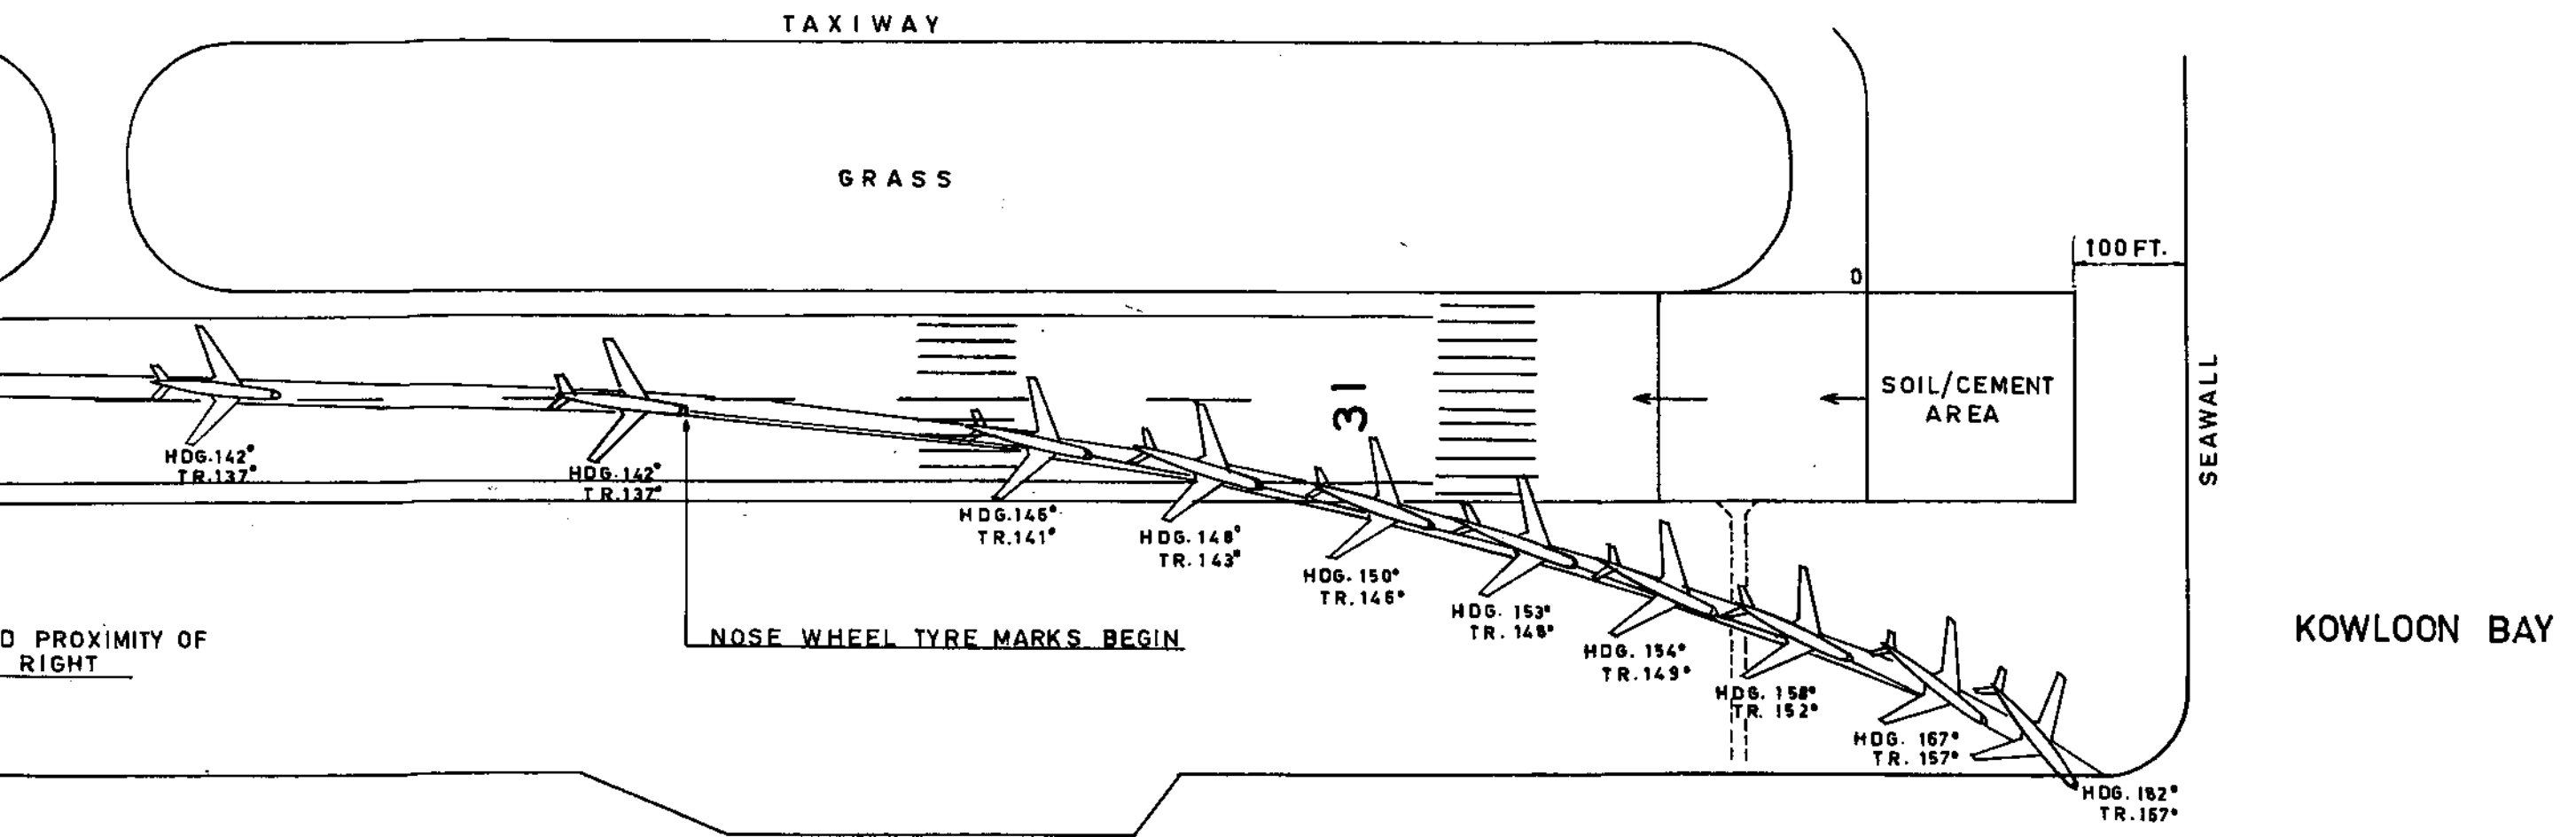 TAXIWAY
GRASS
100 FT.
0
SOIL/CEMENT
AREA
SEAWALL
31
HDG.142°
TR.137°
HDG.142°
TR.137°
HDG.146°
TR.141°
HDG.148°
TR.143°
HDG. 150°
TR.146°
HDG. 153°
TR. 148°
HDG. 154°
TR.149°
HDG. 158°
TR. 152°
HDG. 167°
TR. 157°
HDG. 182°
TR.167°
D PROXIMITY OF
RIGHT
NOSE WHEEL TYRE MARKS BEGIN
KOWLOON BAY